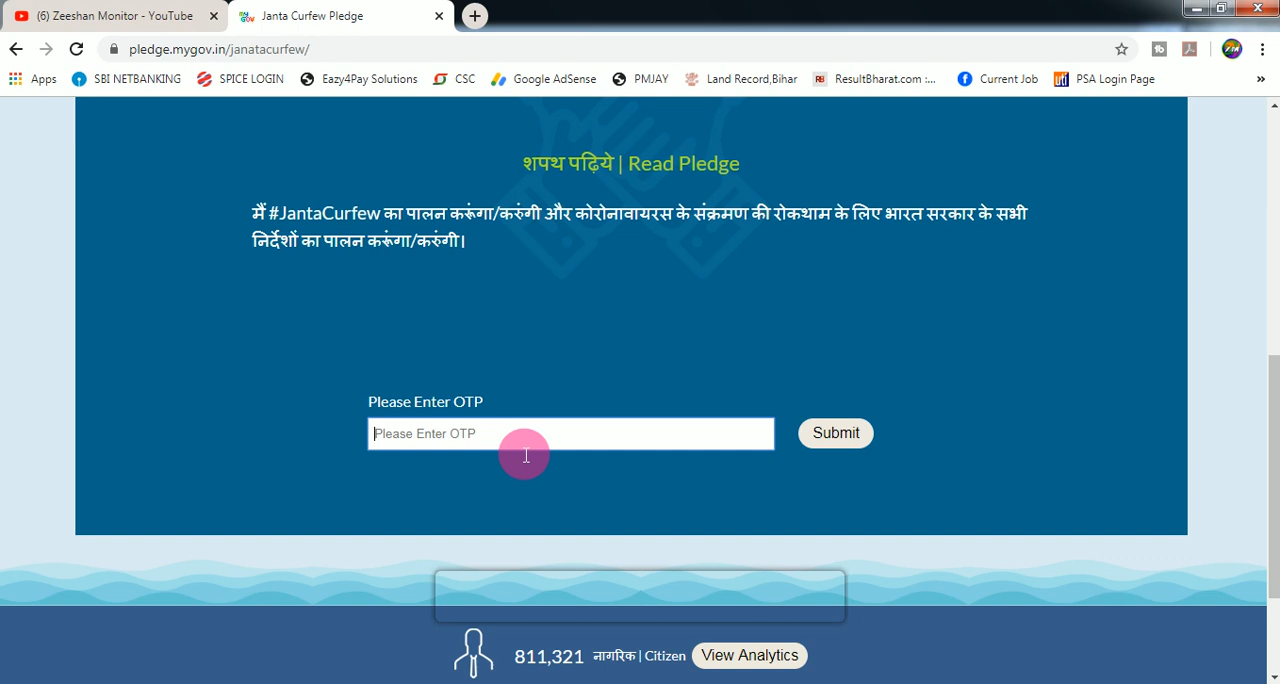 (6) Zeeshan Monitor - YouTube
Janta Curfew Pledge
pledge.mygov.in/janatacurfew/
Apps SBI NETBANKING SPICE LOGIN Eazy4Pay Solutions CSC Google AdSense PMJAY Land Record,Bihar RB ResultBharat.com :... Current Job PSA Login Page »
शपथ पढ़िये | Read Pledge
मैं #JantaCurfew का पालन करूंगा/करुंगी और कोरोनावायरस के संक्रमण की रोकथाम के लिए भारत सरकार के सभी
निर्देशों का पालन करूंगा/करुंगी।
Please Enter OTP
Please Enter OTP
Submit
811,321 नागरिक | Citizen View Analytics